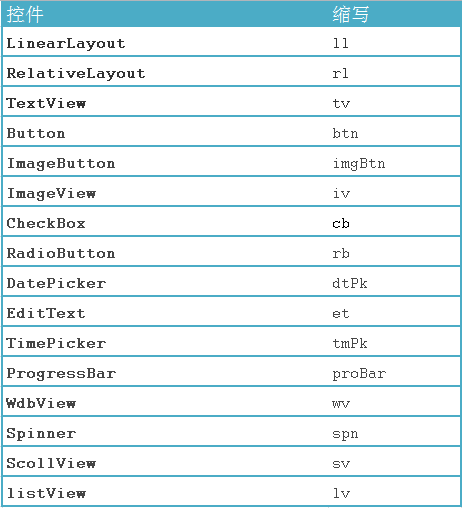 控件 缩写
LinearLayout ll
RelativeLayout rl
TextView tv
Button btn
ImageButton imgBtn
ImageView iv
CheckBox cb
RadioButton rb
DatePicker dtPk
EditText et
TimePicker tmPk
ProgressBar proBar
WdbView wv
Spinner spn
ScollView sv
listView lv